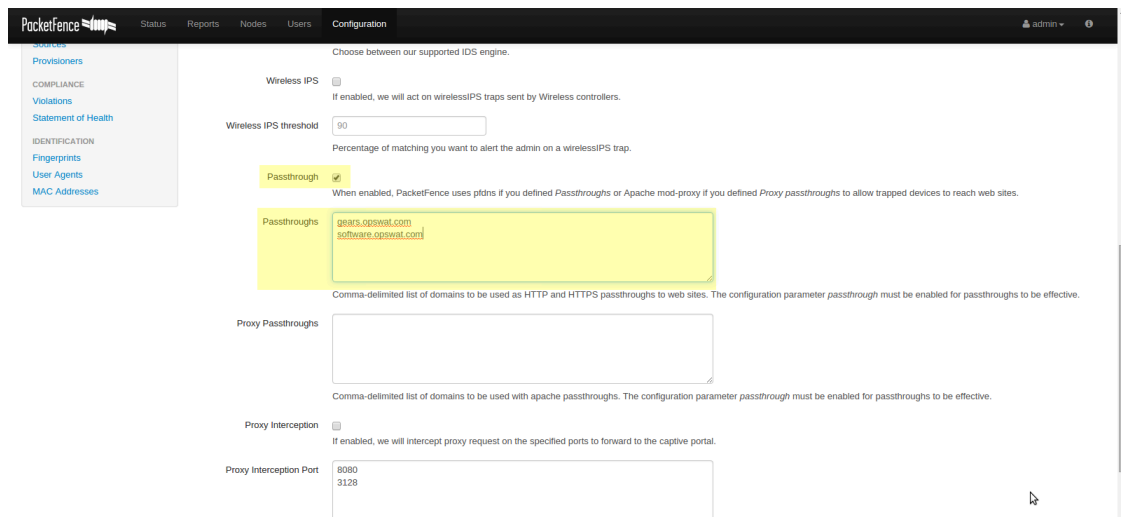 PacketFence Status Reports Nodes Users Configuration admin
Sources
Provisioners
COMPLIANCE
Violations
Statement of Health
IDENTIFICATION
Fingerprints
User Agents
MAC Addresses
Choose between our supported IDS engine.
Wireless IPS
If enabled, we will act on wirelessIPS traps sent by Wireless controllers.
Wireless IPS threshold 90
Percentage of matching you want to alert the admin on a wirelessIPS trap.
Passthrough
When enabled, PacketFence uses pfdns if you defined Passthroughs or Apache mod-proxy if you defined Proxy passthroughs to allow trapped devices to reach web sites.
Passthroughs gears.opswat.com
software.opswat.com
Comma-delimited list of domains to be used as HTTP and HTTPS passthroughs to web sites. The configuration parameter passthrough must be enabled for passthroughs to be effective.
Proxy Passthroughs
Comma-delimited list of domains to be used with apache passthroughs. The configuration parameter passthrough must be enabled for passthroughs to be effective.
Proxy Interception
If enabled, we will intercept proxy request on the specified ports to forward to the captive portal.
Proxy Interception Port 8080
3128